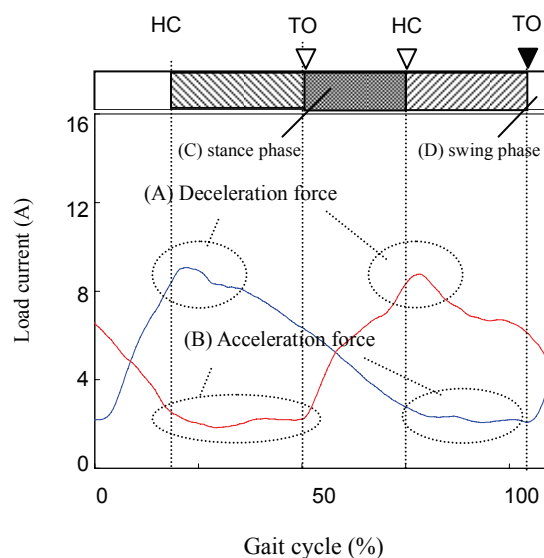 HC TO HC TO
(C) stance phase
(D) swing phase
16
(A) Deceleration force
12
Load current (A)
8
(B) Acceleration force
4
0
0 50 100
Gait cycle (%)